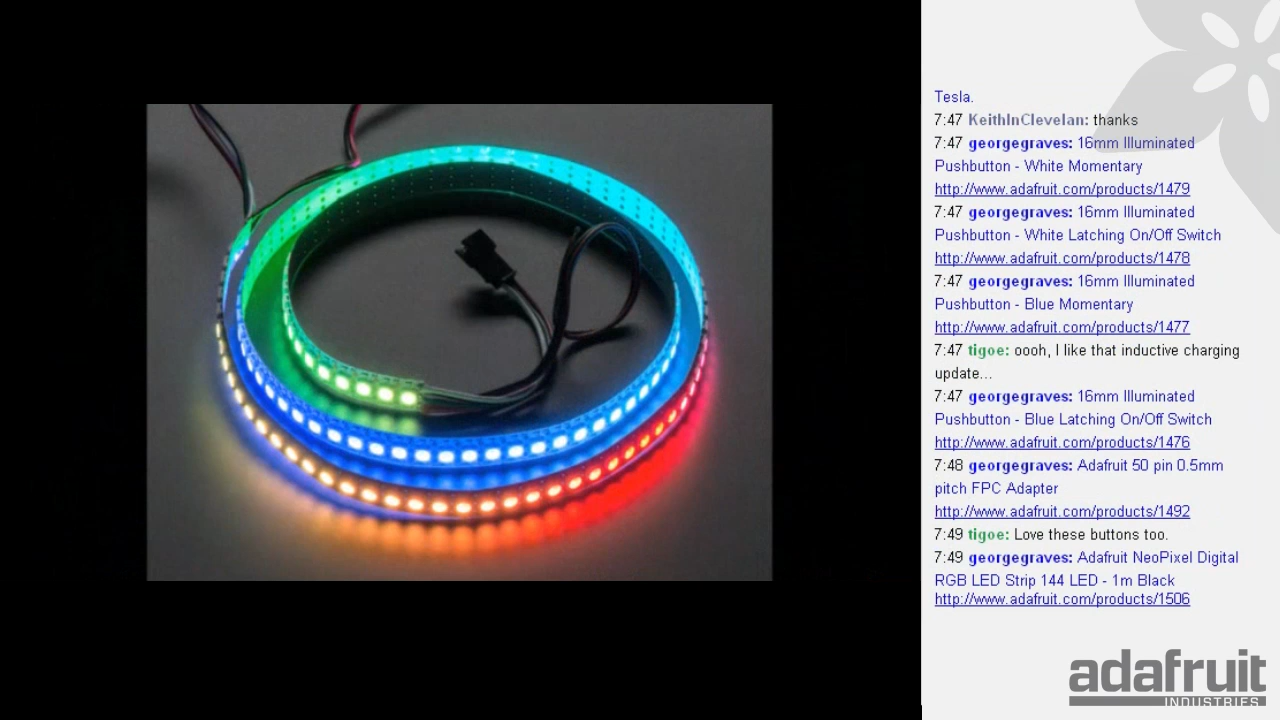 Tesla.
7:47 KeithInClevelan: thanks
7:47 georgegraves: 16mm Illuminated
Pushbutton - White Momentary
http://www.adafruit.com/products/1479
7:47 georgegraves: 16mm Illuminated
Pushbutton - White Latching On/Off Switch
http://www.adafruit.com/products/1478
7:47 georgegraves: 16mm Illuminated
Pushbutton - Blue Momentary
http://www.adafruit.com/products/1477
7:47 tigoe: oooh, I like that inductive charging
update...
7:47 georgegraves: 16mm Illuminated
Pushbutton - Blue Latching On/Off Switch
http://www.adafruit.com/products/1476
7:48 georgegraves: Adafruit 50 pin 0.5mm
pitch FPC Adapter
http://www.adafruit.com/products/1492
7:49 tigoe: Love these buttons too.
7:49 georgegraves: Adafruit NeoPixel Digital
RGB LED Strip 144 LED - 1m Black
http://www.adafruit.com/products/1506
adafruit
INDUSTRIES